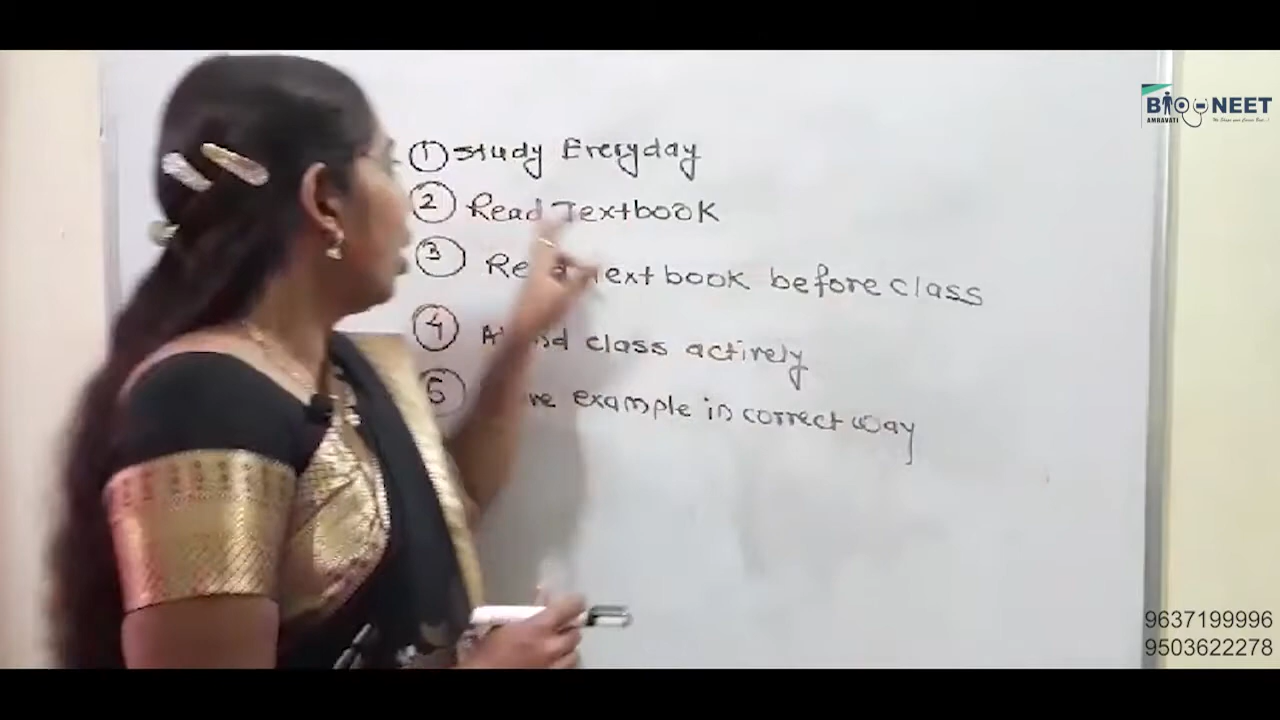 1 Study Everyday
2 Read Textbook
3 Textbook before class
4 class actively
5 example in correct way
BIO NEET
AMRAVATI
9637199996
9503622278